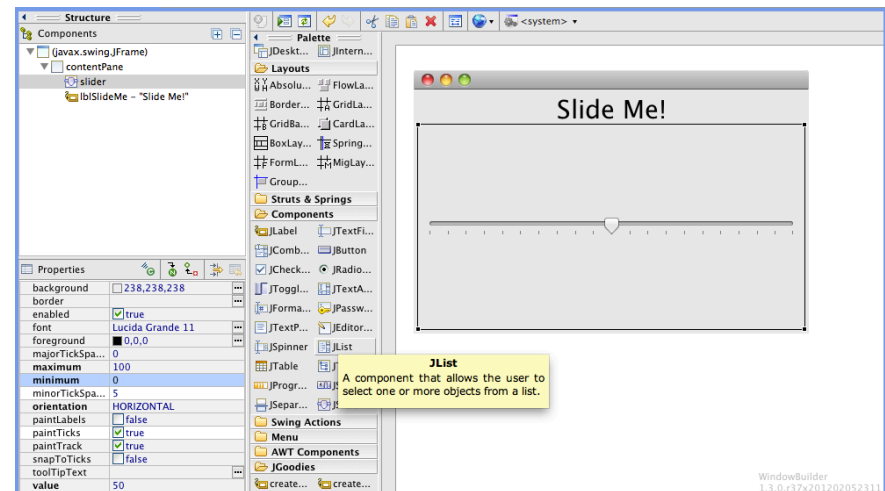 Structure
Components
(javax.swing.JFrame)
contentPane
slider
lblSlideMe – "Slide Me!"
Properties
background 238,238,238 ...
border ...
enabled true
font Lucida Grande 11 ...
foreground 0,0,0 ...
majorTickSpa... 0
maximum 100
minimum 0
minorTickSpa... 5
orientation HORIZONTAL
paintLabels false
paintTicks true
paintTrack true
snapToTicks false
toolTipText ...
value 50
<system>
Palette
JDeskt... JIntern...
Layouts
Absolu... FlowLa...
Border... GridLa...
GridBa... CardLa...
BoxLay... Spring...
FormL... MigLay...
Group...
Struts & Springs
Components
JLabel JTextFi...
JComb... JButton
JCheck... JRadio...
JToggl... JTextA...
JForma... JPassw...
JTextP... JEditor...
JSpinner JList
JTable
JProgr...
JSepar...
Swing Actions
Menu
AWT Components
JGoodies
create... create...
JList
A component that allows the user to
select one or more objects from a list.
Slide Me!
WindowBuilder
1.3.0.r37x201202052311